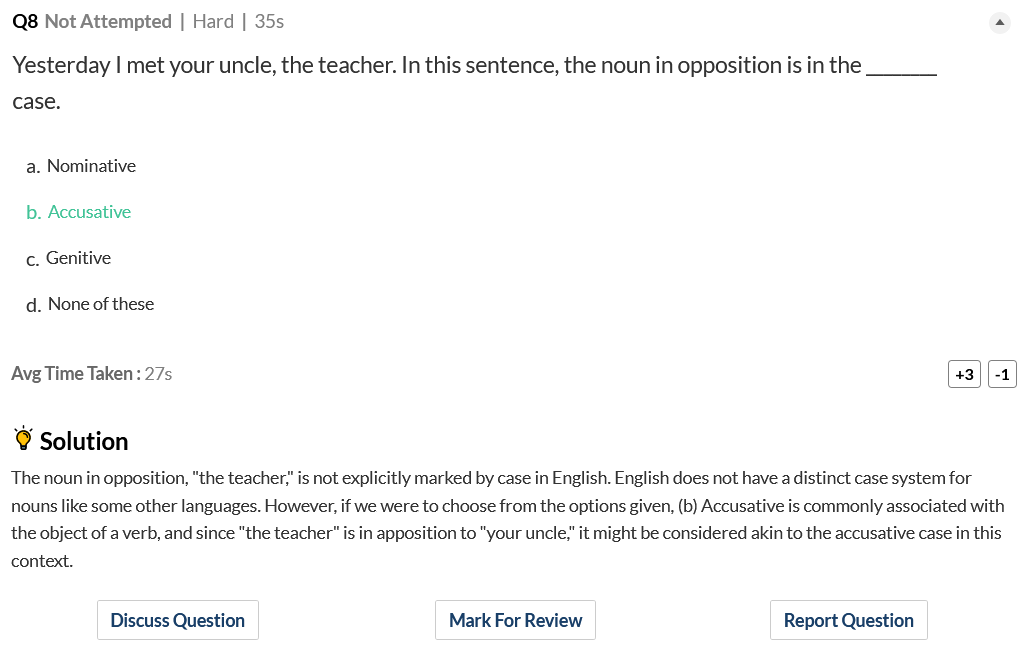 Q8 Not Attempted | Hard | 35s
Yesterday I met your uncle, the teacher. In this sentence, the noun in opposition is in the ______
case.
a. Nominative
b. Accusative
c. Genitive
d. None of these
Avg Time Taken : 27s
+3 -1
Solution
The noun in opposition, "the teacher," is not explicitly marked by case in English. English does not have a distinct case system for
nouns like some other languages. However, if we were to choose from the options given, (b) Accusative is commonly associated with
the object of a verb, and since "the teacher" is in apposition to "your uncle," it might be considered akin to the accusative case in this
context.
Discuss Question Mark For Review Report Question